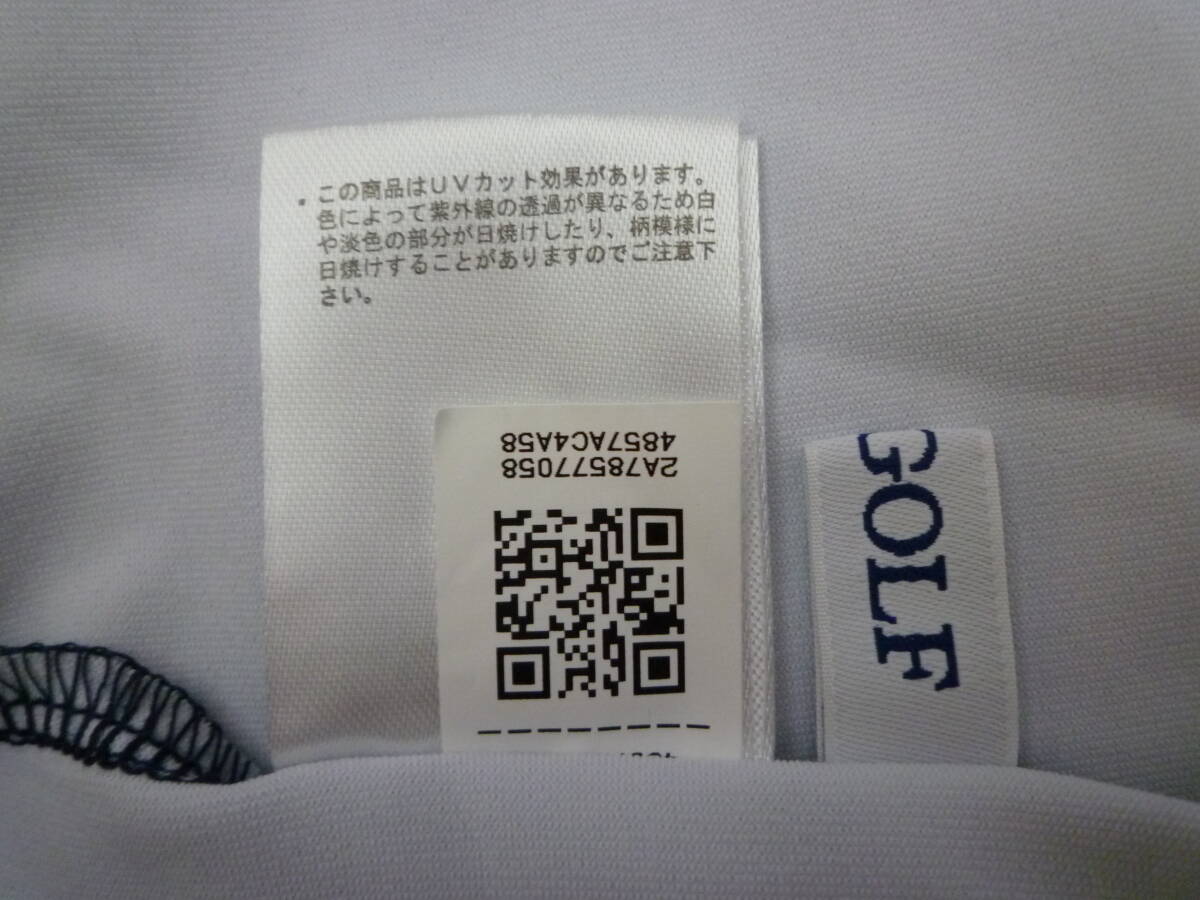 ・この商品はＵＶカット効果があります。
色によって紫外線の透過が異なるため白
や淡色の部分が日焼けしたり、柄模様に
日焼けすることがありますのでご注意下
さい。
2A78577058
4857AC4A58
GOLF